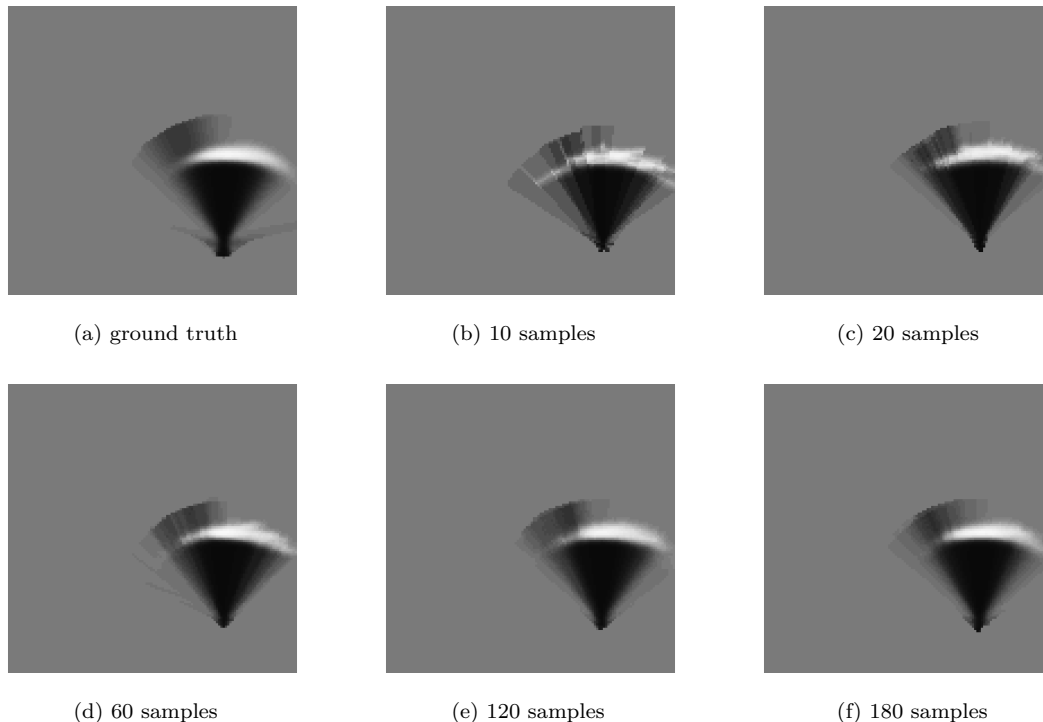 (a) ground truth
(b) 10 samples
(c) 20 samples
(d) 60 samples
(e) 120 samples
(f) 180 samples